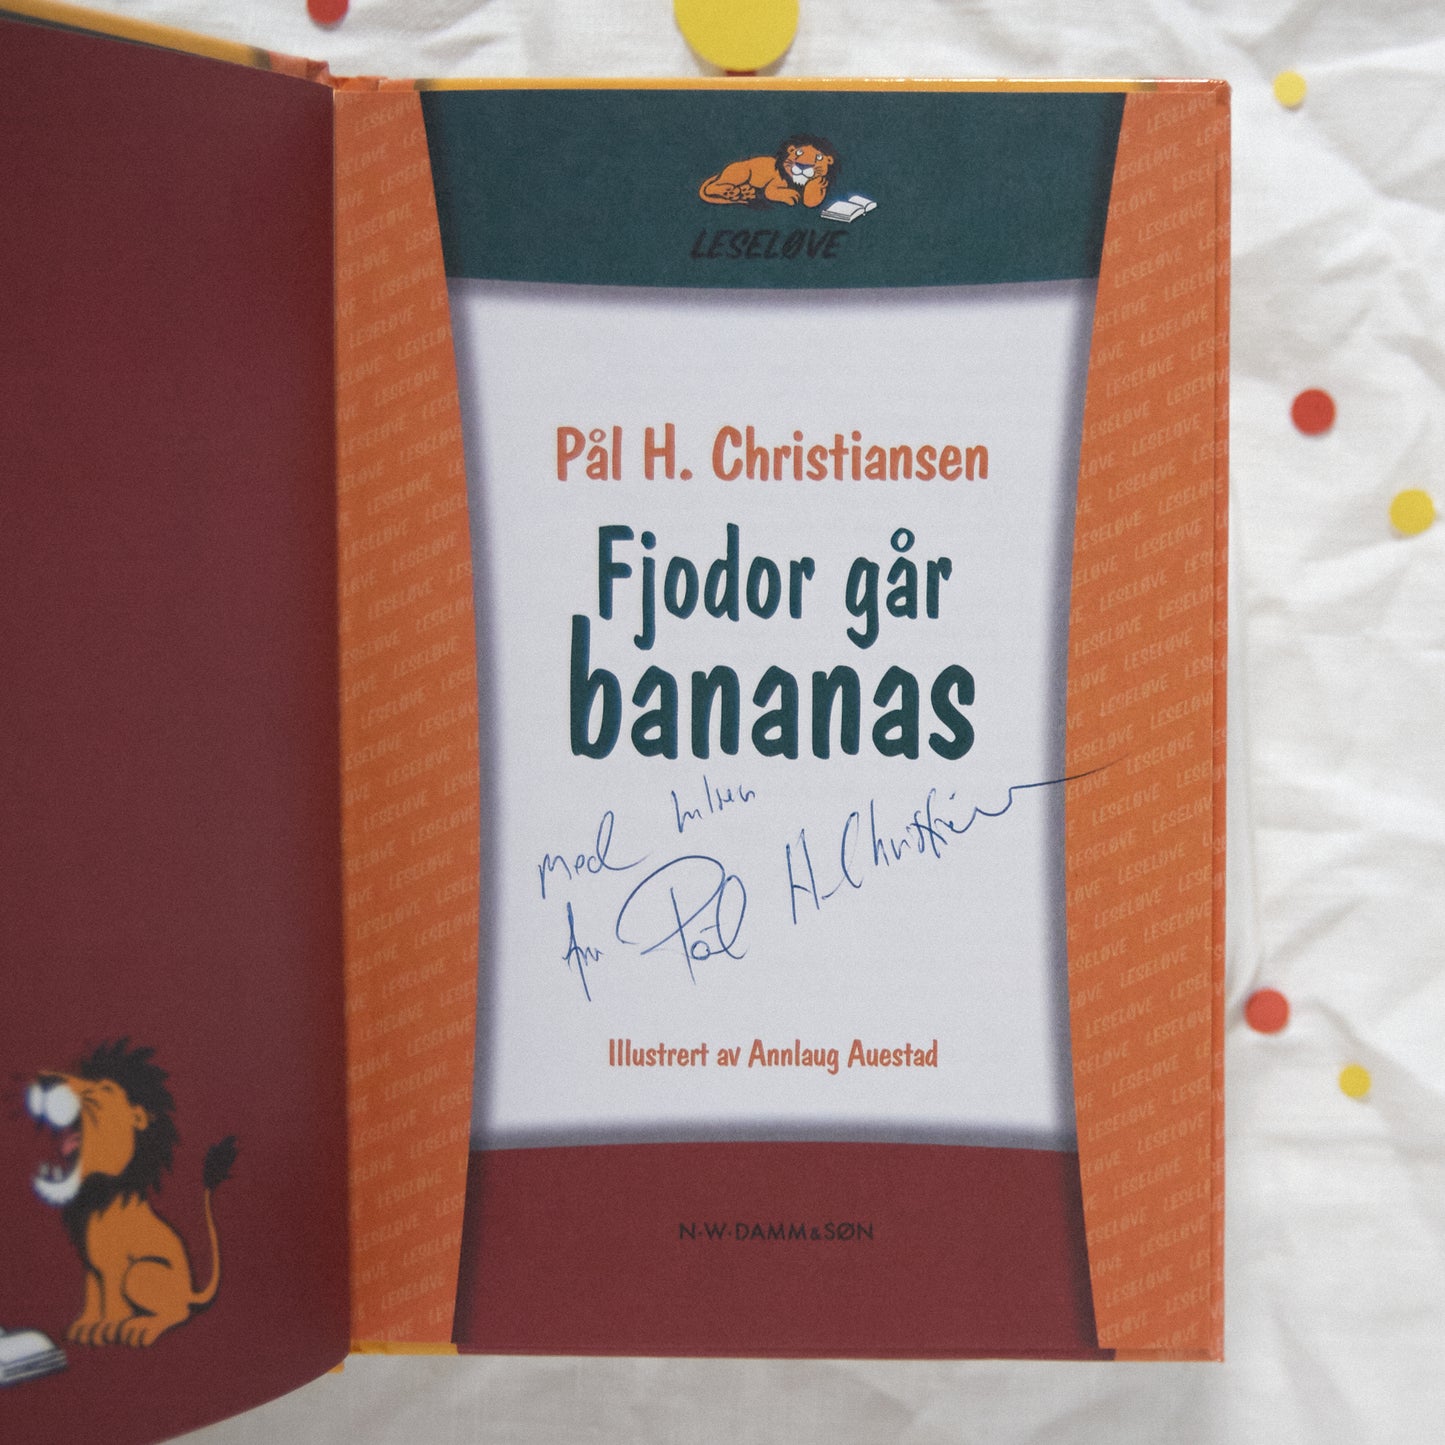 LESELØVE
Pål H. Christiansen
Fjodor går
bananas
med hilsen
fra Pål H. Christiansen
Illustrert av Annlaug Auestad
N·W·DAMM & SØN